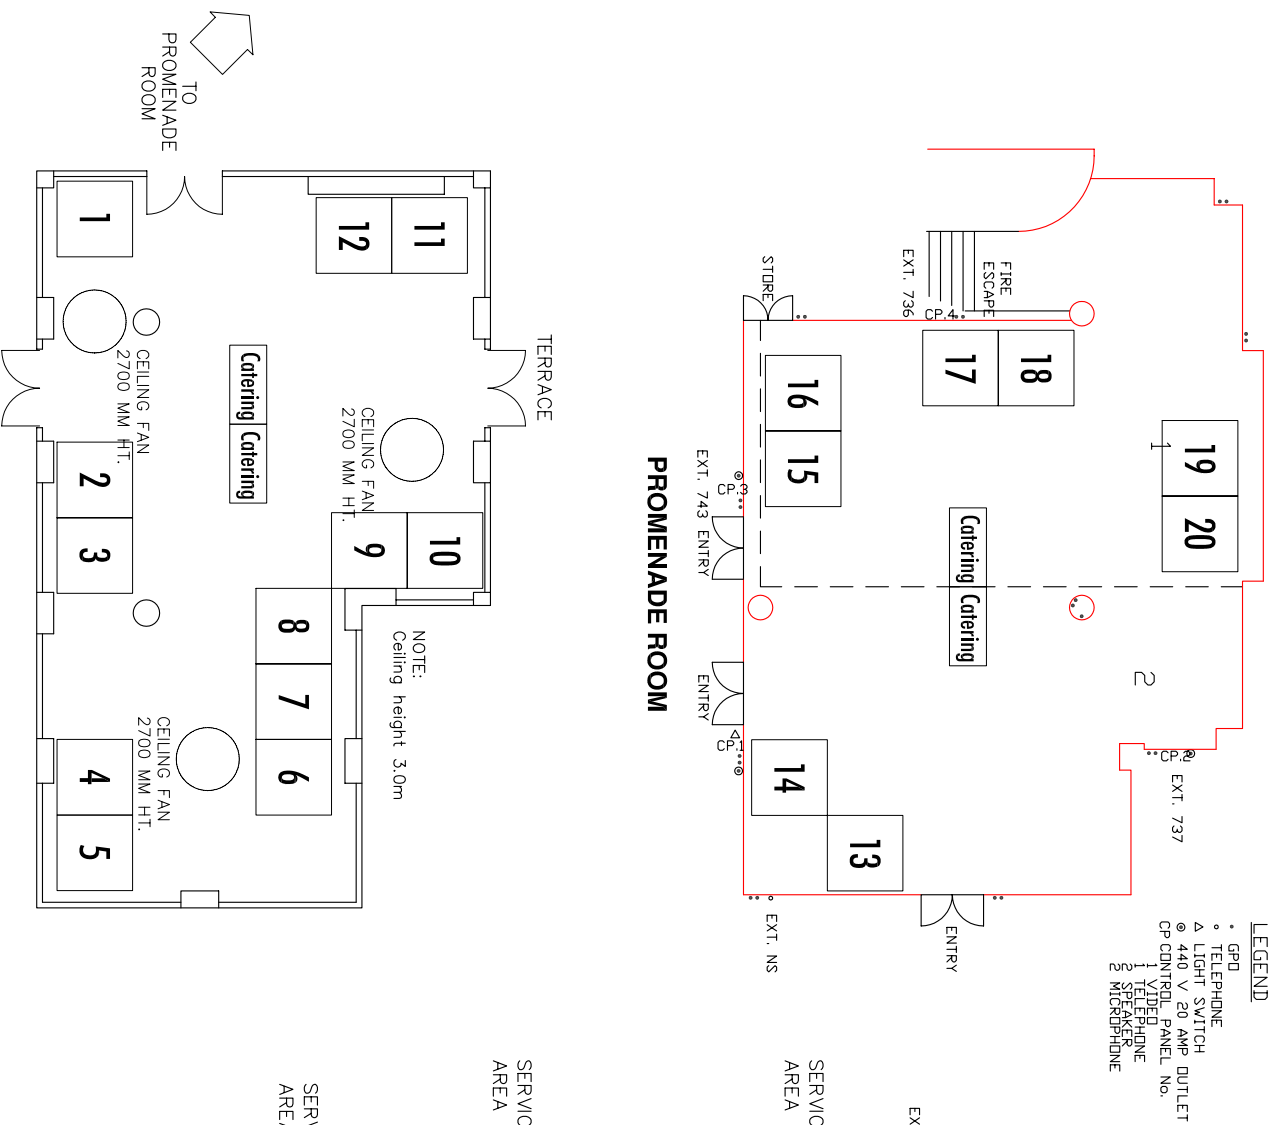 TO
PROMENADE
ROOM
1
12
11
CEILING FAN
2700 MM HT.
Catering
Catering
CEILING FAN
2700 MM HT.
TERRACE
2
3
9
10
8
7
6
NOTE:
Ceiling height 3.0m
4
5
CEILING FAN
2700 MM HT.
PROMENADE ROOM
STORE
EXT. 736
FIRE
ESCAPE
CP.4
16
15
17
18
19
20
1
EXT. 743
CP.3
ENTRY
Catering
Catering
2
ENTRY
CP.1
CP.2
EXT. 737
14
13
EXT. NS
ENTRY
LEGEND
GPO
TELEPHONE
LIGHT SWITCH
440 V 20 AMP OUTLET
CP CONTROL PANEL No.
1 VIDEO
1 TELEPHONE
2 SPEAKER
2 MICROPHONE
SERVIC
AREA
SERVIC
AREA
SERV
AREA
EX